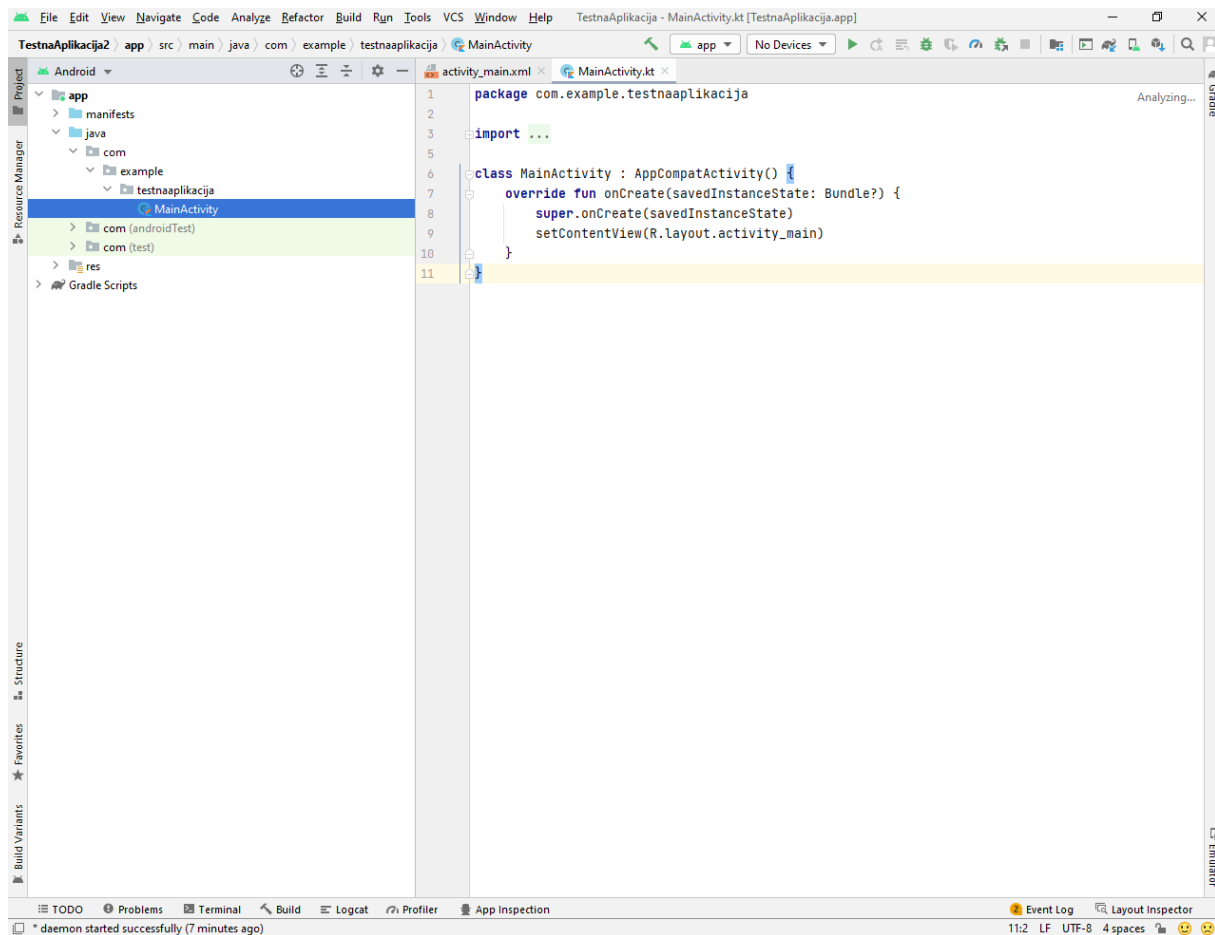 File Edit View Navigate Code Analyze Refactor Build Run Tools VCS Window Help TestnaAplikacija - MainActivity.kt [TestnaAplikacija.app]
TestnaAplikacija2 app src main java com example testnaaplikacija MainActivity app No Devices
Project
Resource Manager
Structure
Favorites
Build Variants
Android
app
manifests
java
com
example
testnaaplikacija
MainActivity
com (androidTest)
com (test)
res
Gradle Scripts
activity_main.xml MainActivity.kt
Analyzing...
1 package com.example.testnaaplikacija
2
3 import ...
5
6 class MainActivity : AppCompatActivity() {
7 override fun onCreate(savedInstanceState: Bundle?) {
8 super.onCreate(savedInstanceState)
9 setContentView(R.layout.activity_main)
10 }
11 }
Gradle
Emulator
TODO Problems Terminal Build Logcat Profiler App Inspection 2 Event Log Layout Inspector
* daemon started successfully (7 minutes ago) 11:2 LF UTF-8 4 spaces